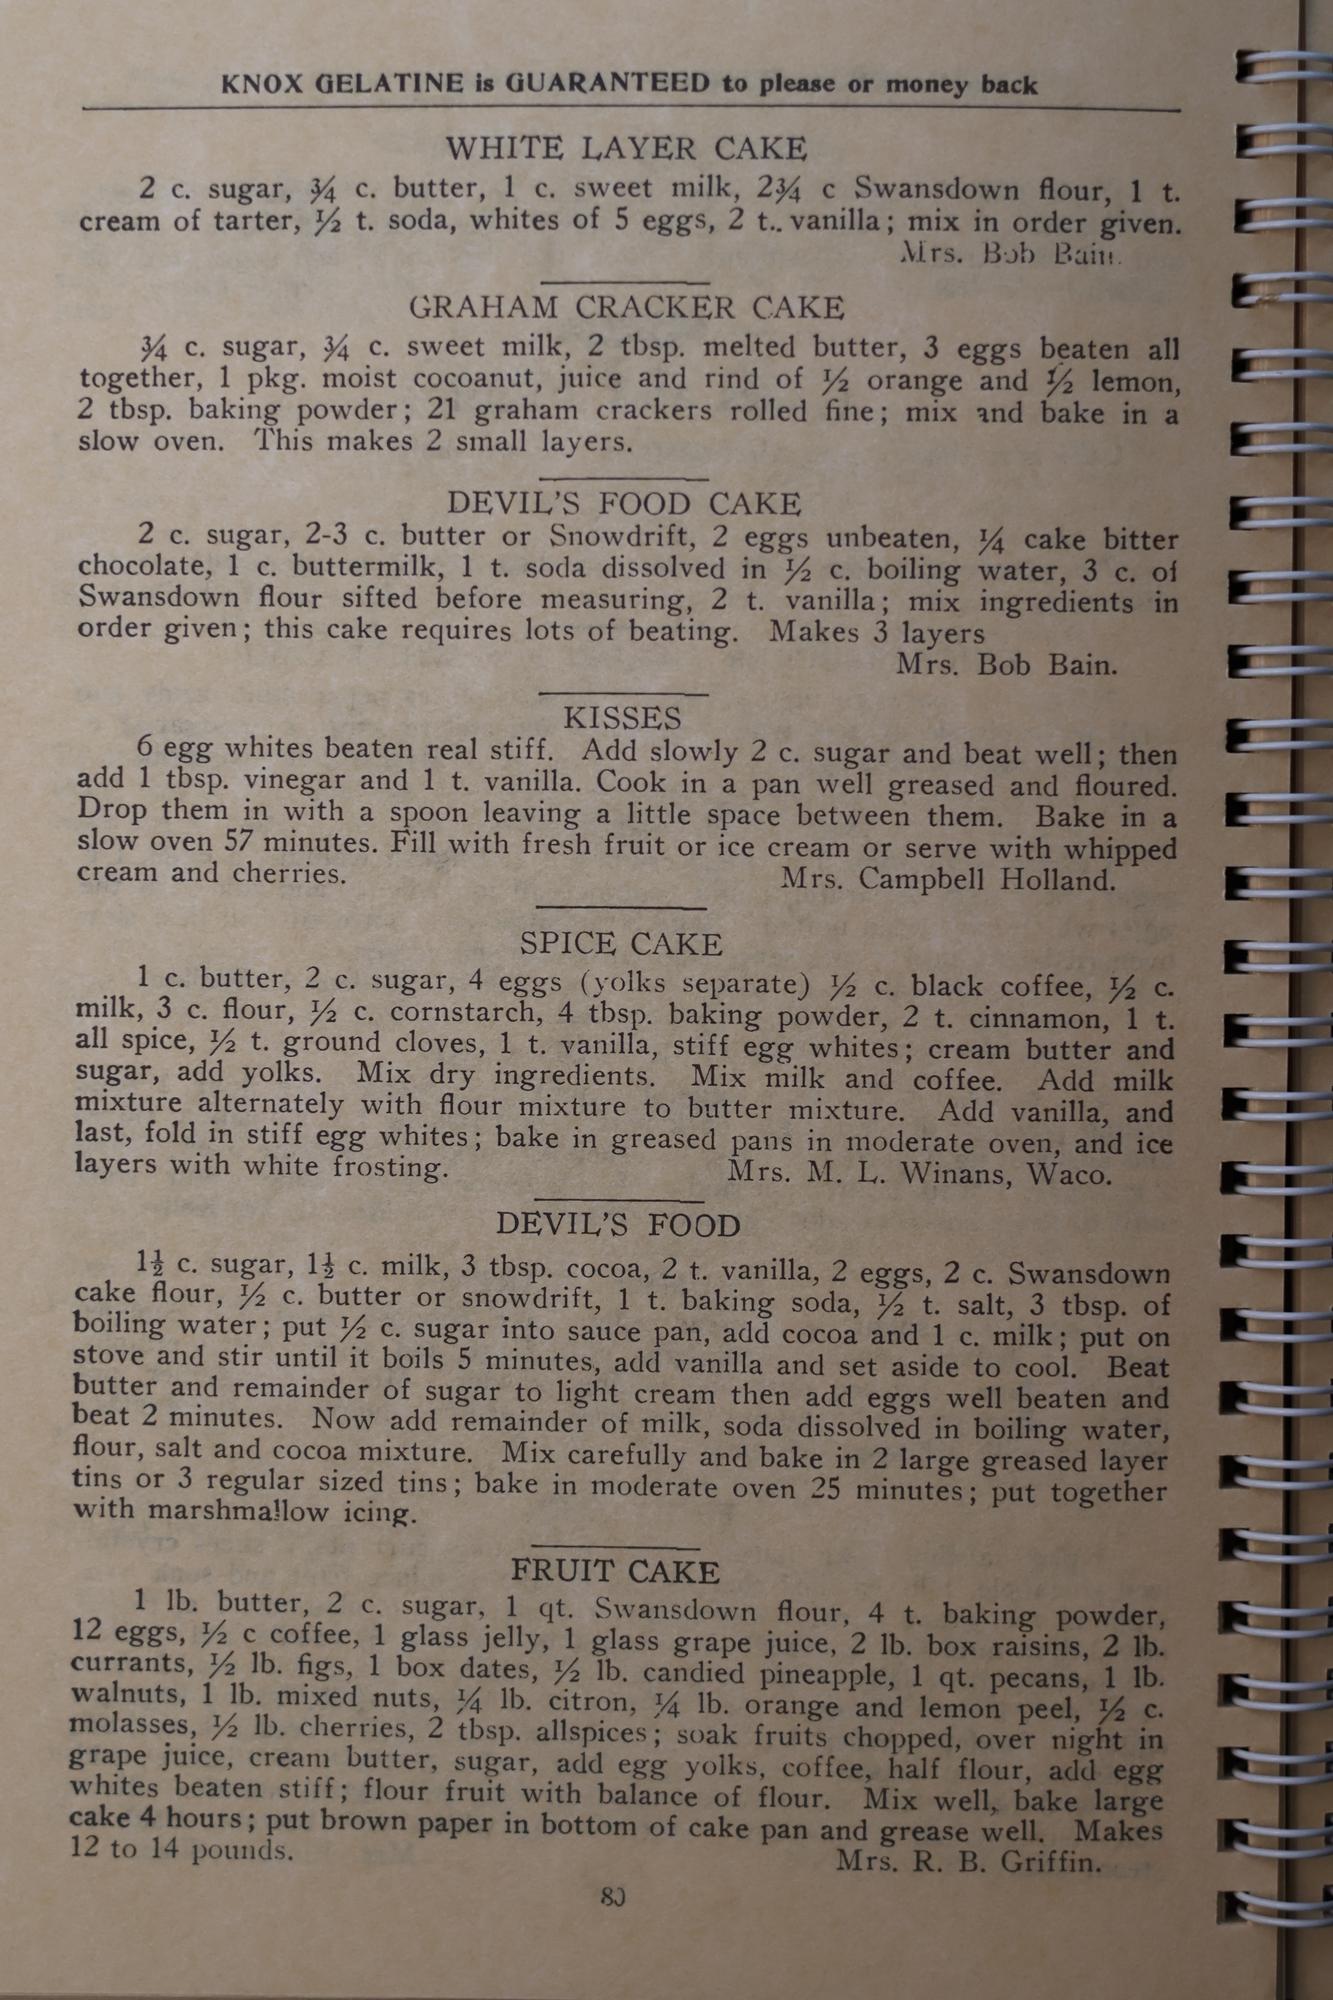 KNOX GELATINE is GUARANTEED to please or money back
WHITE LAYER CAKE
2 c. sugar, ¾ c. butter, 1 c. sweet milk, 2¾ c Swansdown flour, 1 t.
cream of tarter, ½ t. soda, whites of 5 eggs, 2 t.. vanilla; mix in order given.
Mrs. Bob Bain.
GRAHAM CRACKER CAKE
¾ c. sugar, ¾ c. sweet milk, 2 tbsp. melted butter, 3 eggs beaten all
together, 1 pkg. moist cocoanut, juice and rind of ½ orange and ½ lemon,
2 tbsp. baking powder; 21 graham crackers rolled fine; mix and bake in a
slow oven. This makes 2 small layers.
DEVIL'S FOOD CAKE
2 c. sugar, 2-3 c. butter or Snowdrift, 2 eggs unbeaten, ¼ cake bitter
chocolate, 1 c. buttermilk, 1 t. soda dissolved in ½ c. boiling water, 3 c. of
Swansdown flour sifted before measuring, 2 t. vanilla; mix ingredients in
order given; this cake requires lots of beating. Makes 3 layers
Mrs. Bob Bain.
KISSES
6 egg whites beaten real stiff. Add slowly 2 c. sugar and beat well; then
add 1 tbsp. vinegar and 1 t. vanilla. Cook in a pan well greased and floured.
Drop them in with a spoon leaving a little space between them. Bake in a
slow oven 57 minutes. Fill with fresh fruit or ice cream or serve with whipped
cream and cherries. Mrs. Campbell Holland.
SPICE CAKE
1 c. butter, 2 c. sugar, 4 eggs (yolks separate) ½ c. black coffee, ½ c.
milk, 3 c. flour, ½ c. cornstarch, 4 tbsp. baking powder, 2 t. cinnamon, 1 t.
all spice, ½ t. ground cloves, 1 t. vanilla, stiff egg whites; cream butter and
sugar, add yolks. Mix dry ingredients. Mix milk and coffee. Add milk
mixture alternately with flour mixture to butter mixture. Add vanilla, and
last, fold in stiff egg whites; bake in greased pans in moderate oven, and ice
layers with white frosting. Mrs. M. L. Winans, Waco.
DEVIL'S FOOD
1½ c. sugar, 1½ c. milk, 3 tbsp. cocoa, 2 t. vanilla, 2 eggs, 2 c. Swansdown
cake flour, ½ c. butter or snowdrift, 1 t. baking soda, ½ t. salt, 3 tbsp. of
boiling water; put ½ c. sugar into sauce pan, add cocoa and 1 c. milk; put on
stove and stir until it boils 5 minutes, add vanilla and set aside to cool. Beat
butter and remainder of sugar to light cream then add eggs well beaten and
beat 2 minutes. Now add remainder of milk, soda dissolved in boiling water,
flour, salt and cocoa mixture. Mix carefully and bake in 2 large greased layer
tins or 3 regular sized tins; bake in moderate oven 25 minutes; put together
with marshmallow icing.
FRUIT CAKE
1 lb. butter, 2 c. sugar, 1 qt. Swansdown flour, 4 t. baking powder,
12 eggs, ½ c coffee, 1 glass jelly, 1 glass grape juice, 2 lb. box raisins, 2 lb.
currants, ½ lb. figs, 1 box dates, ½ lb. candied pineapple, 1 qt. pecans, 1 lb.
walnuts, 1 lb. mixed nuts, ¼ lb. citron, ¼ lb. orange and lemon peel, ½ c.
molasses, ½ lb. cherries, 2 tbsp. allspices; soak fruits chopped, over night in
grape juice, cream butter, sugar, add egg yolks, coffee, half flour, add egg
whites beaten stiff; flour fruit with balance of flour. Mix well, bake large
cake 4 hours; put brown paper in bottom of cake pan and grease well. Makes
12 to 14 pounds. Mrs. R. B. Griffin.
80